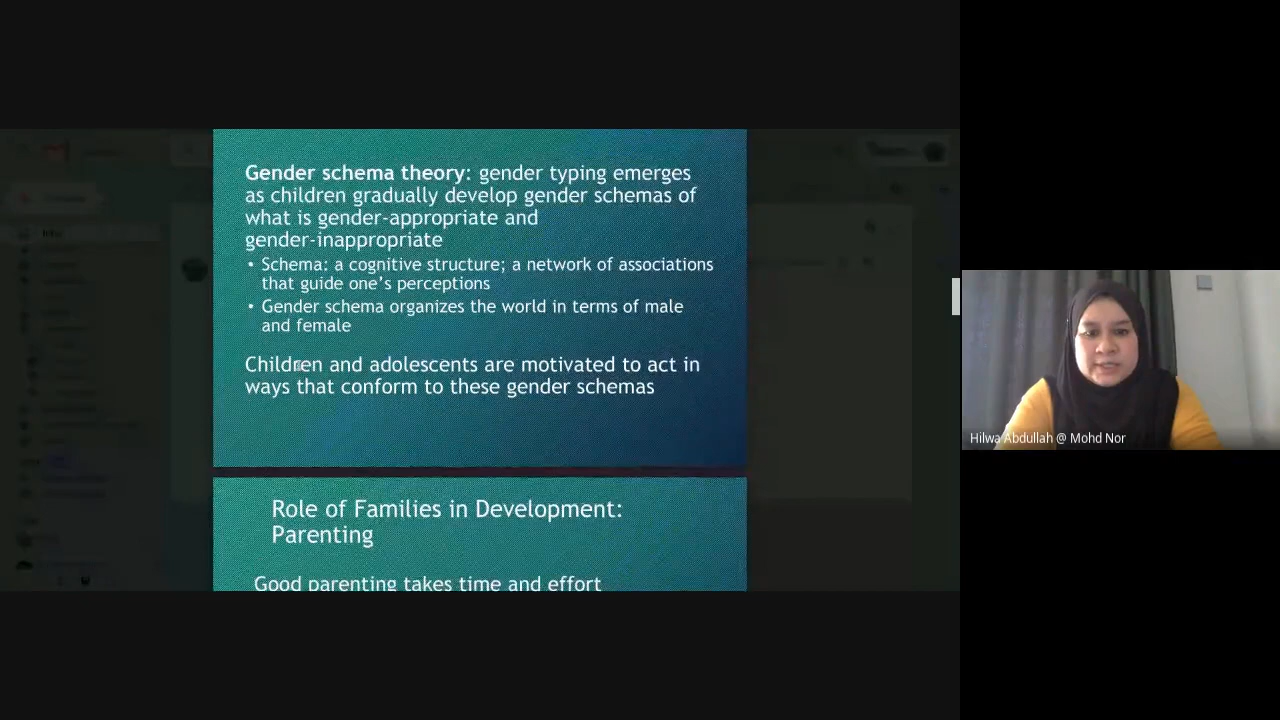 Gender schema theory: gender typing emerges
as children gradually develop gender schemas of
what is gender-appropriate and
gender-inappropriate
• Schema: a cognitive structure; a network of associations
that guide one's perceptions
• Gender schema organizes the world in terms of male
and female
Children and adolescents are motivated to act in
ways that conform to these gender schemas
Role of Families in Development:
Parenting
Good parenting takes time and effort
Hilwa Abdullah @ Mohd Nor